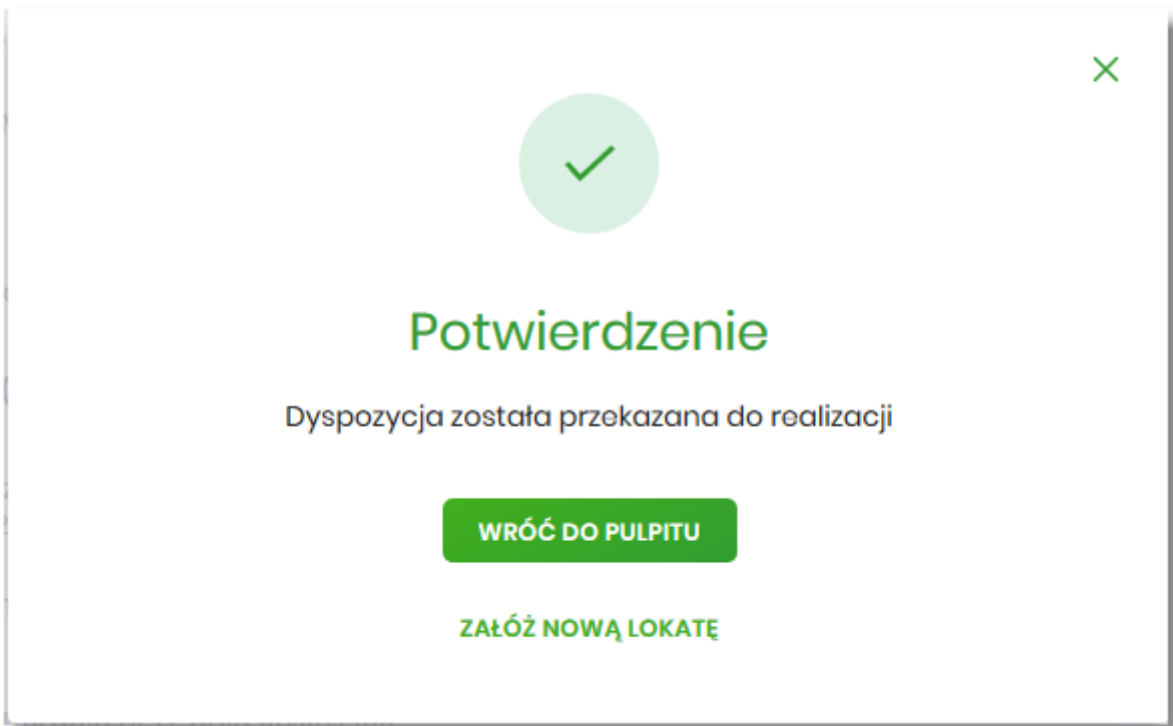 Potwierdzenie
Dyspozycja została przekazana do realizacji
WRÓĆ DO PULPITU
ZAŁÓŻ NOWĄ LOKATĘ